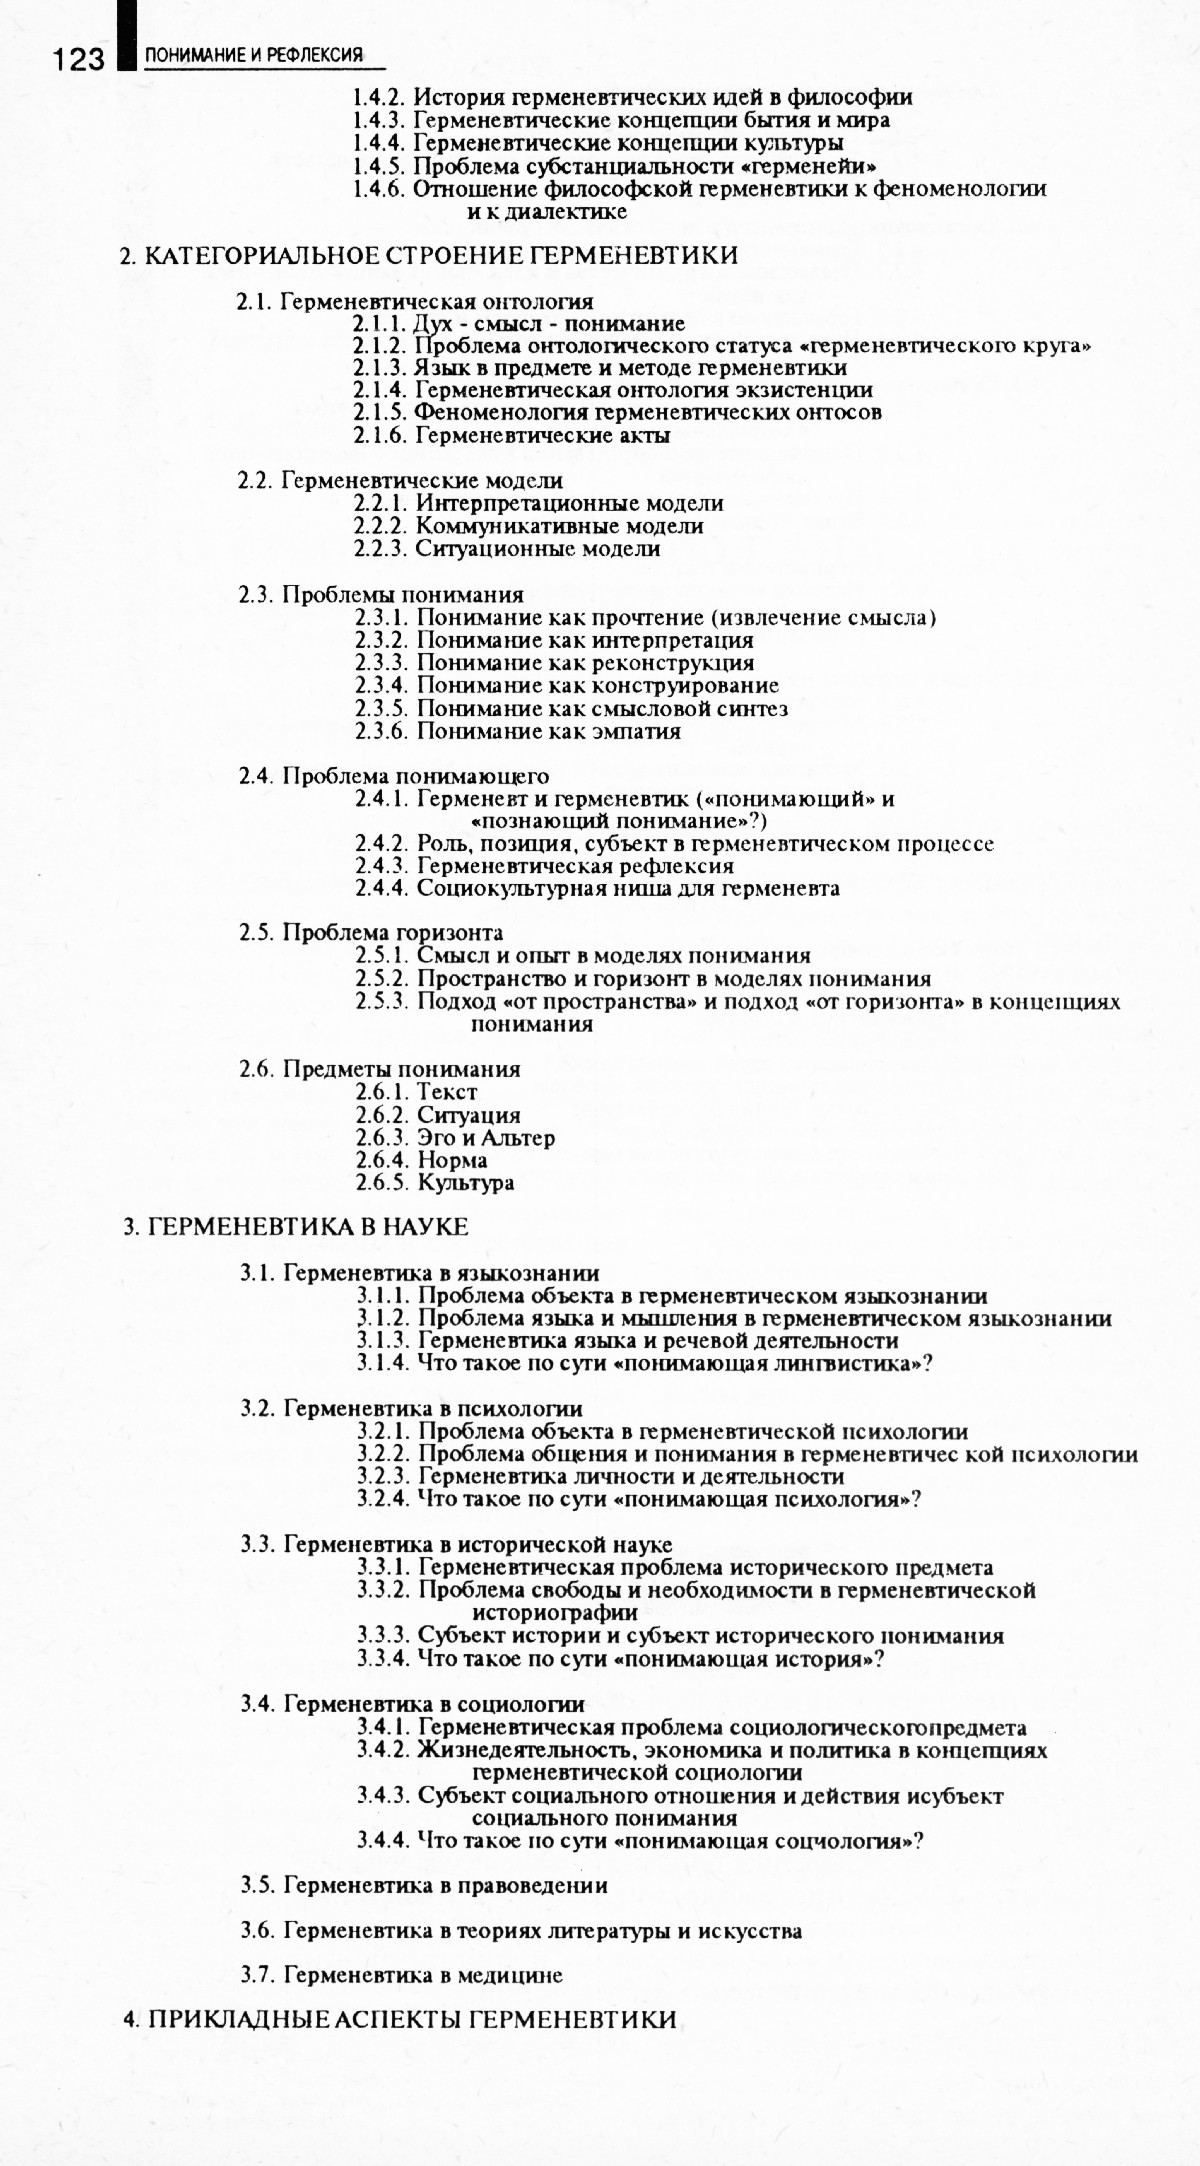 123 ПОНИМАНИЕ И РЕФЛЕКСИЯ
1.4.2. История герменевтических идей в философии
1.4.3. Герменевтические концепции бытия и мира
1.4.4. Герменевтические концепции культуры
1.4.5. Проблема субстанциальности «герменейи»
1.4.6. Отношение философской герменевтики к феноменологии
и к диалектике
2. КАТЕГОРИАЛЬНОЕ СТРОЕНИЕ ГЕРМЕНЕВТИКИ
2.1. Герменевтическая онтология
2.1.1. Дух - смысл - понимание
2.1.2. Проблема онтологического статуса «герменевтического круга»
2.1.3. Язык в предмете и методе герменевтики
2.1.4. Герменевтическая онтология экзистенции
2.1.5. Феноменология герменевтических онтосов
2.1.6. Герменевтические акты
2.2. Герменевтические модели
2.2.1. Интерпретационные модели
2.2.2. Коммуникативные модели
2.2.3. Ситуационные модели
2.3. Проблемы понимания
2.3.1. Понимание как прочтение (извлечение смысла)
2.3.2. Понимание как интерпретация
2.3.3. Понимание как реконструкция
2.3.4. Понимание как конструирование
2.3.5. Понимание как смысловой синтез
2.3.6. Понимание как эмпатия
2.4. Проблема понимающего
2.4.1. Герменевт и герменевтик («понимающий» и
«познающий понимание»?)
2.4.2. Роль, позиция, субъект в герменевтическом процессе
2.4.3. Герменевтическая рефлексия
2.4.4. Социокультурная ниша для герменевта
2.5. Проблема горизонта
2.5.1. Смысл и опыт в моделях понимания
2.5.2. Пространство и горизонт в моделях понимания
2.5.3. Подход «от пространства» и подход «от горизонта» в концепциях
понимания
2.6. Предметы понимания
2.6.1. Текст
2.6.2. Ситуация
2.6.3. Эго и Альтер
2.6.4. Норма
2.6.5. Культура
3. ГЕРМЕНЕВТИКА В НАУКЕ
3.1. Герменевтика в языкознании
3.1.1. Проблема объекта в герменевтическом языкознании
3.1.2. Проблема языка и мышления в герменевтическом языкознании
3.1.3. Герменевтика языка и речевой деятельности
3.1.4. Что такое по сути «понимающая лингвистика»?
3.2. Герменевтика в психологии
3.2.1. Проблема объекта в герменевтической психологии
3.2.2. Проблема общения и понимания в герменевтичес кой психологии
3.2.3. Герменевтика личности и деятельности
3.2.4. Что такое по сути «понимающая психология»?
3.3. Герменевтика в исторической науке
3.3.1. Герменевтическая проблема исторического предмета
3.3.2. Проблема свободы и необходимости в герменевтической
историографии
3.3.3. Субъект истории и субъект исторического понимания
3.3.4. Что такое по сути «понимающая история»?
3.4. Герменевтика в социологии
3.4.1. Герменевтическая проблема социологическогопредмета
3.4.2. Жизнедеятельность, экономика и политика в концепциях
герменевтической социологии
3.4.3. Субъект социального отношения и действия исубъект
социального понимания
3.4.4. Что такое по сути «понимающая социология»?
3.5. Герменевтика в правоведении
3.6. Герменевтика в теориях литературы и искусства
3.7. Герменевтика в медицине
4. ПРИКЛАДНЫЕ АСПЕКТЫ ГЕРМЕНЕВТИКИ